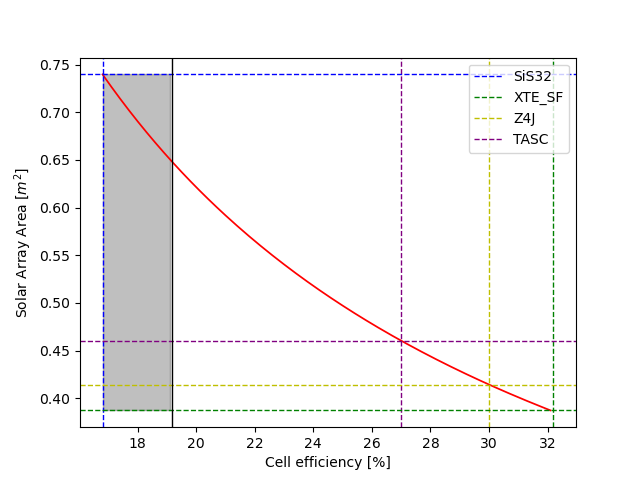 0.75
0.70
0.65
0.60
0.55
0.50
0.45
0.40
Solar Array Area [$m^2$]
SiS32
XTE_SF
Z4J
TASC
18 20 22 24 26 28 30 32
Cell efficiency [%]